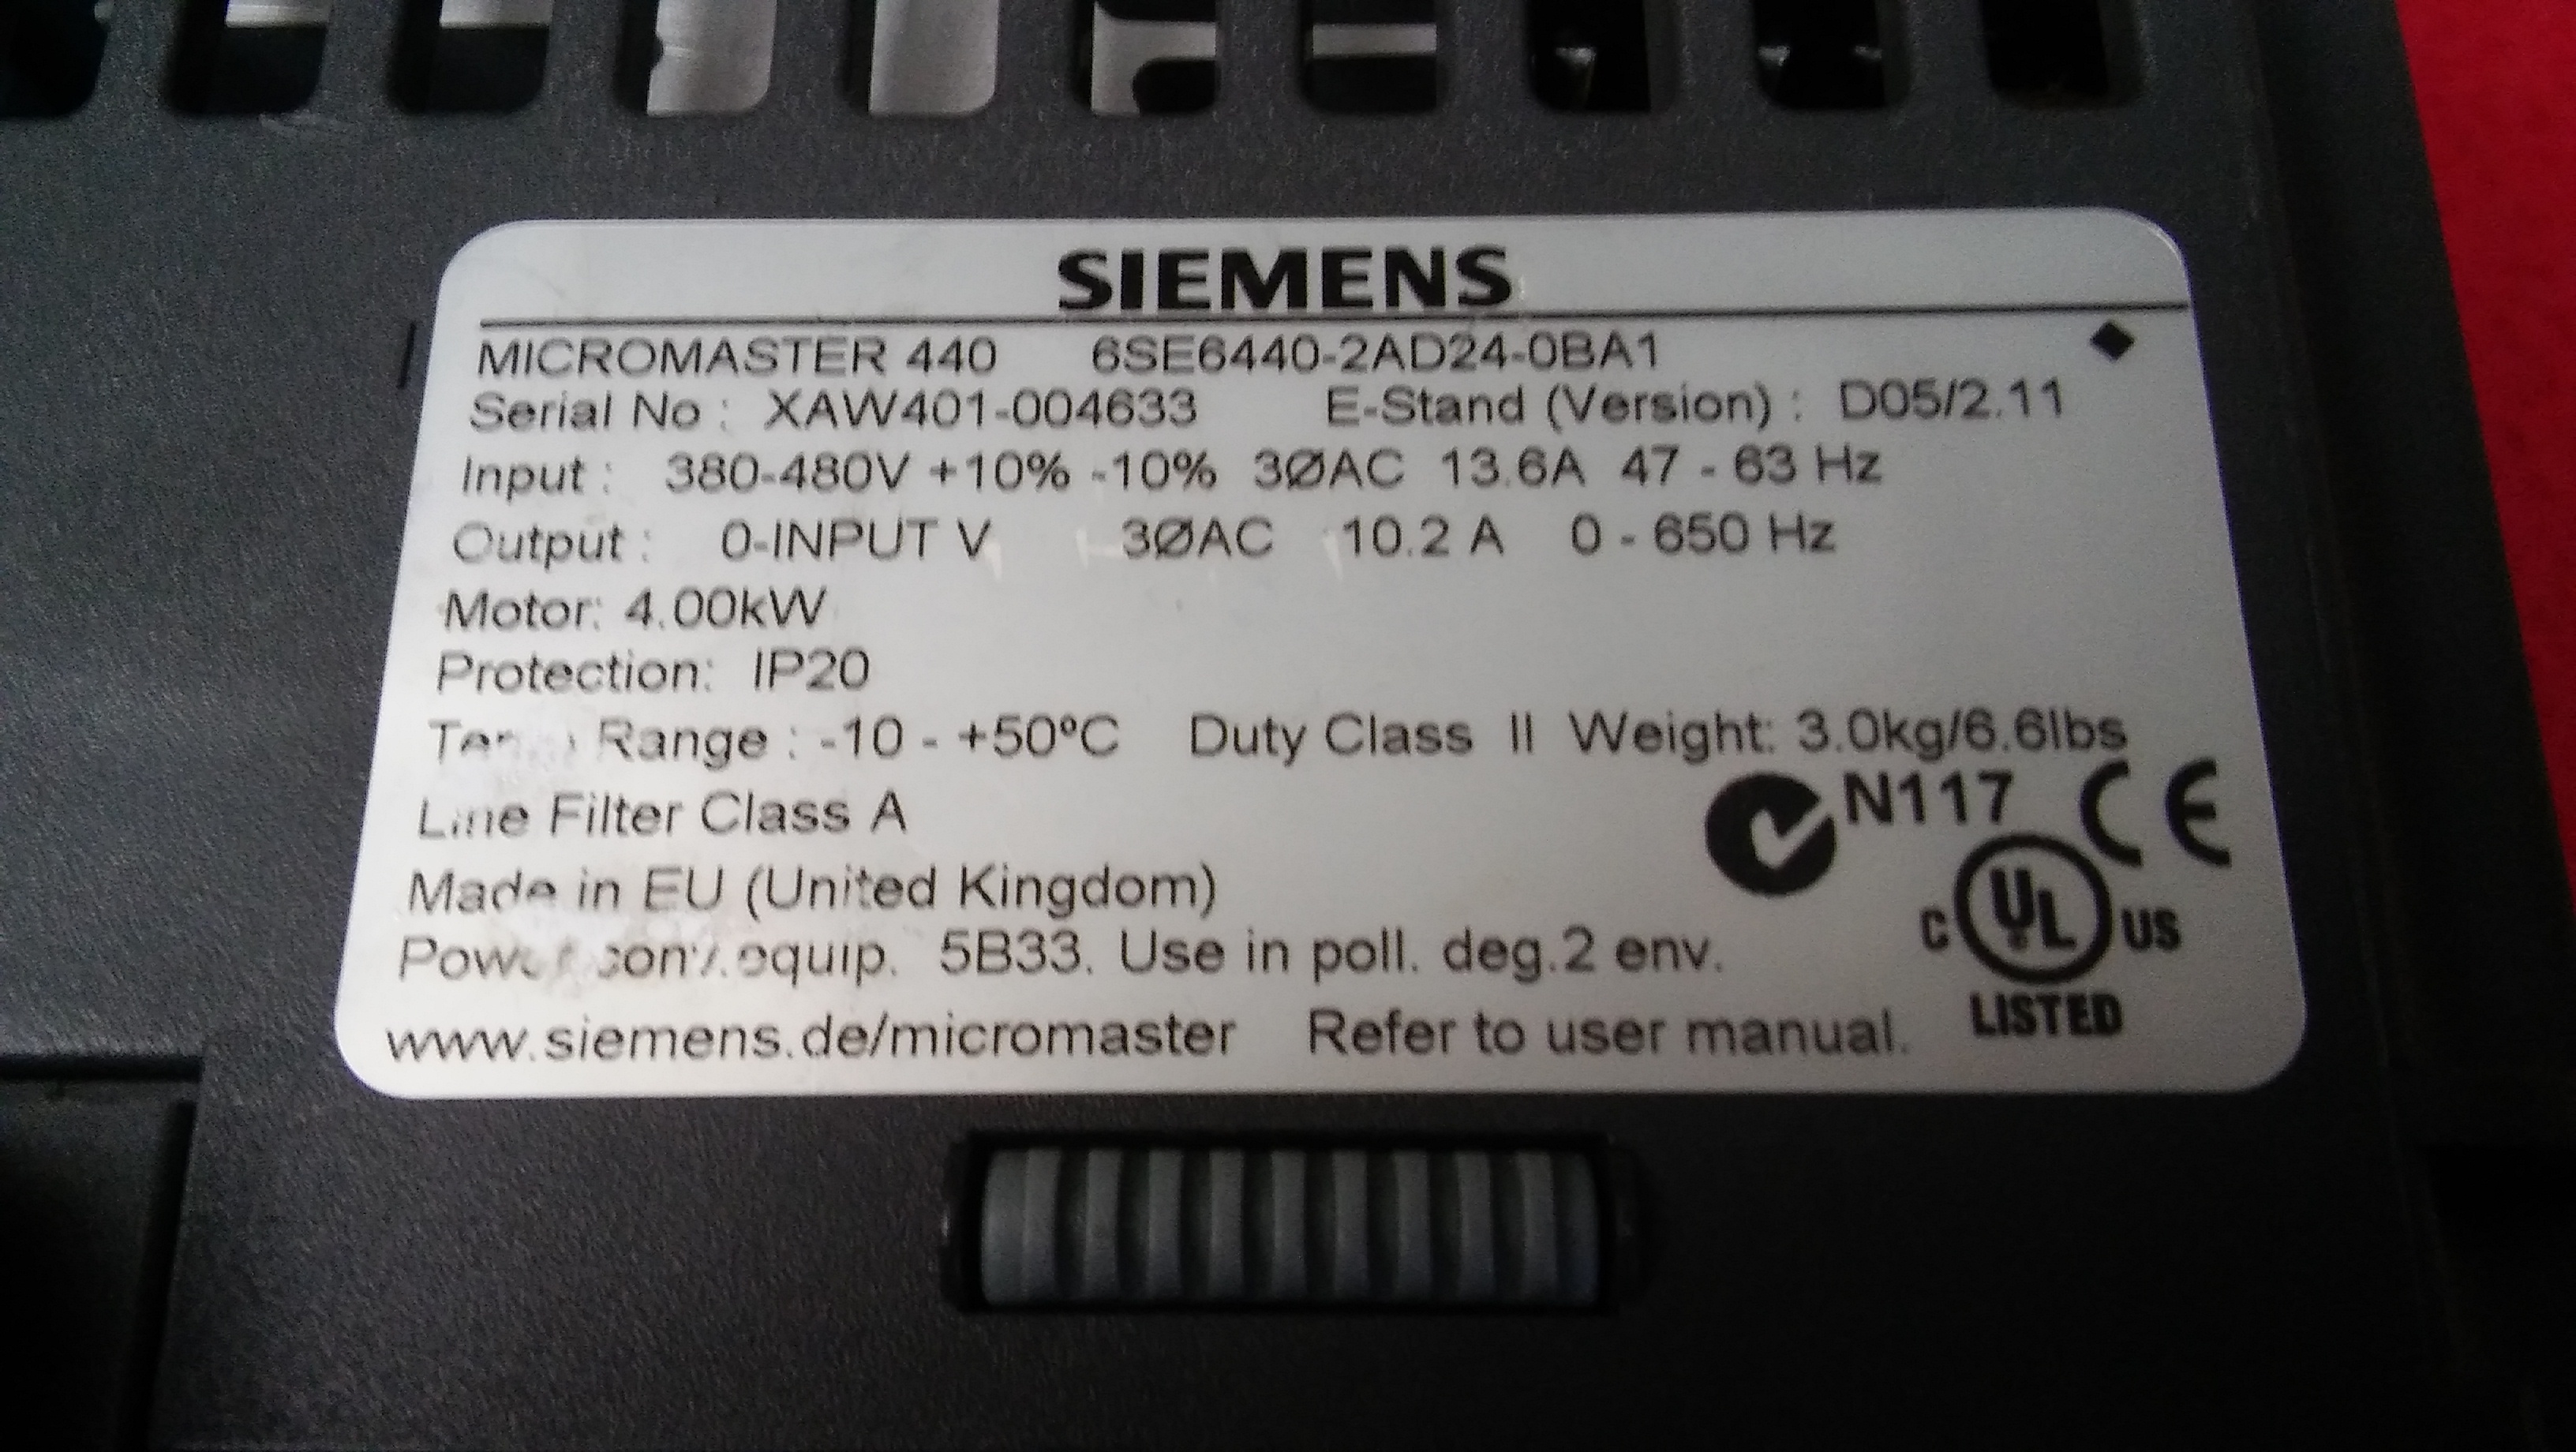 SIEMENS
MICROMASTER 440 6SE6440-2AD24-0BA1
Serial No : XAW401-004633 E-Stand (Version) : D05/2.11
Input : 380-480V +10% -10% 3ØAC 13.6A 47 - 63 Hz
Output : 0-INPUT V 3ØAC 10.2 A 0 - 650 Hz
Motor: 4.00kW
Protection: IP20
Range : -10 - +50ºC Duty Class II Weight: 3.0kg/6.6lbs
Line Filter Class A
N117 CE
Made in EU (United Kingdom)
C UL US
Power conv.equip. 5B33. Use in poll. deg.2 env.
LISTED
www.siemens.de/micromaster Refer to user manual.